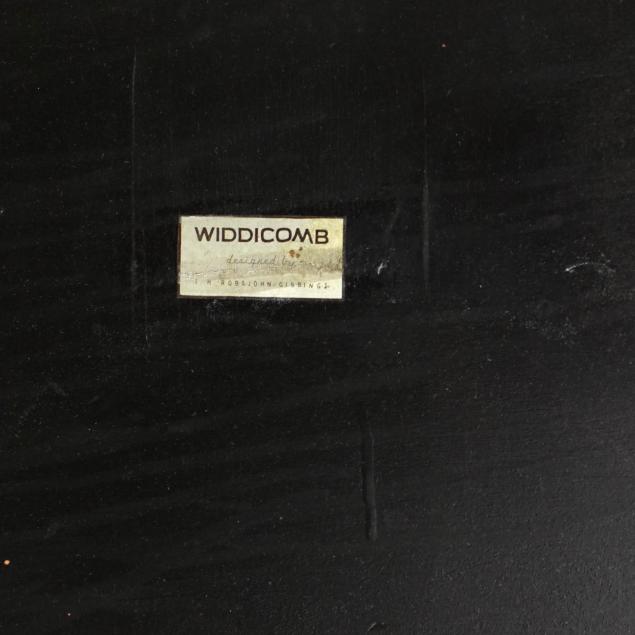 WIDDICOMB
designed by
T. H. ROBSJOHN-GIBBINGS